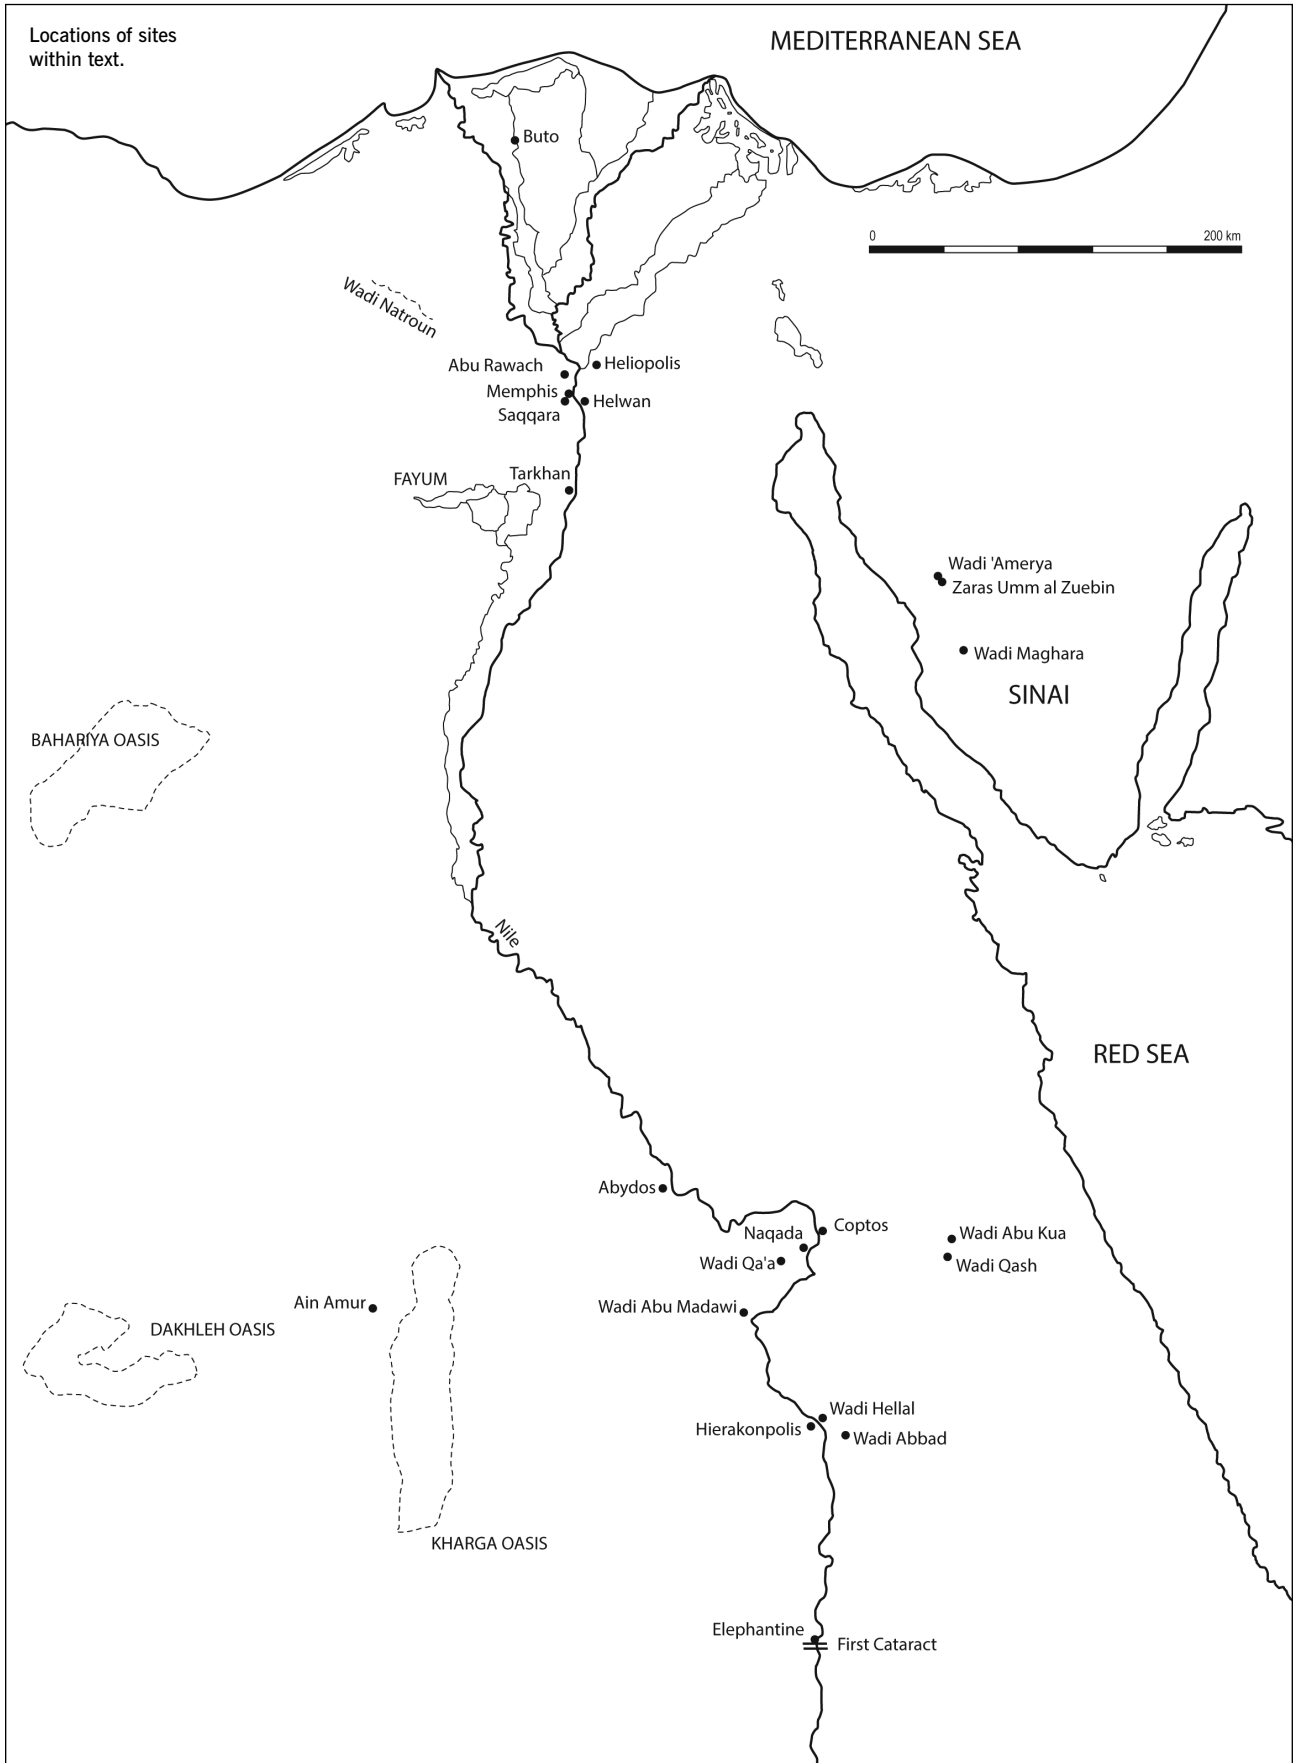 Locations of sites
within text.
MEDITERRANEAN SEA
Buto
0 200 km
Wadi Natroun
Abu Rawach
Heliopolis
Memphis
Helwan
Saqqara
FAYUM
Tarkhan
Wadi 'Amerya
Zaras Umm al Zuebin
Wadi Maghara
SINAI
BAHARIYA OASIS
Nile
RED SEA
Abydos
Coptos
Naqada
Wadi Abu Kua
Wadi Qa'a
Wadi Qash
Ain Amur
Wadi Abu Madawi
DAKHLEH OASIS
Wadi Hellal
Hierakonpolis
Wadi Abbad
KHARGA OASIS
Elephantine
First Cataract